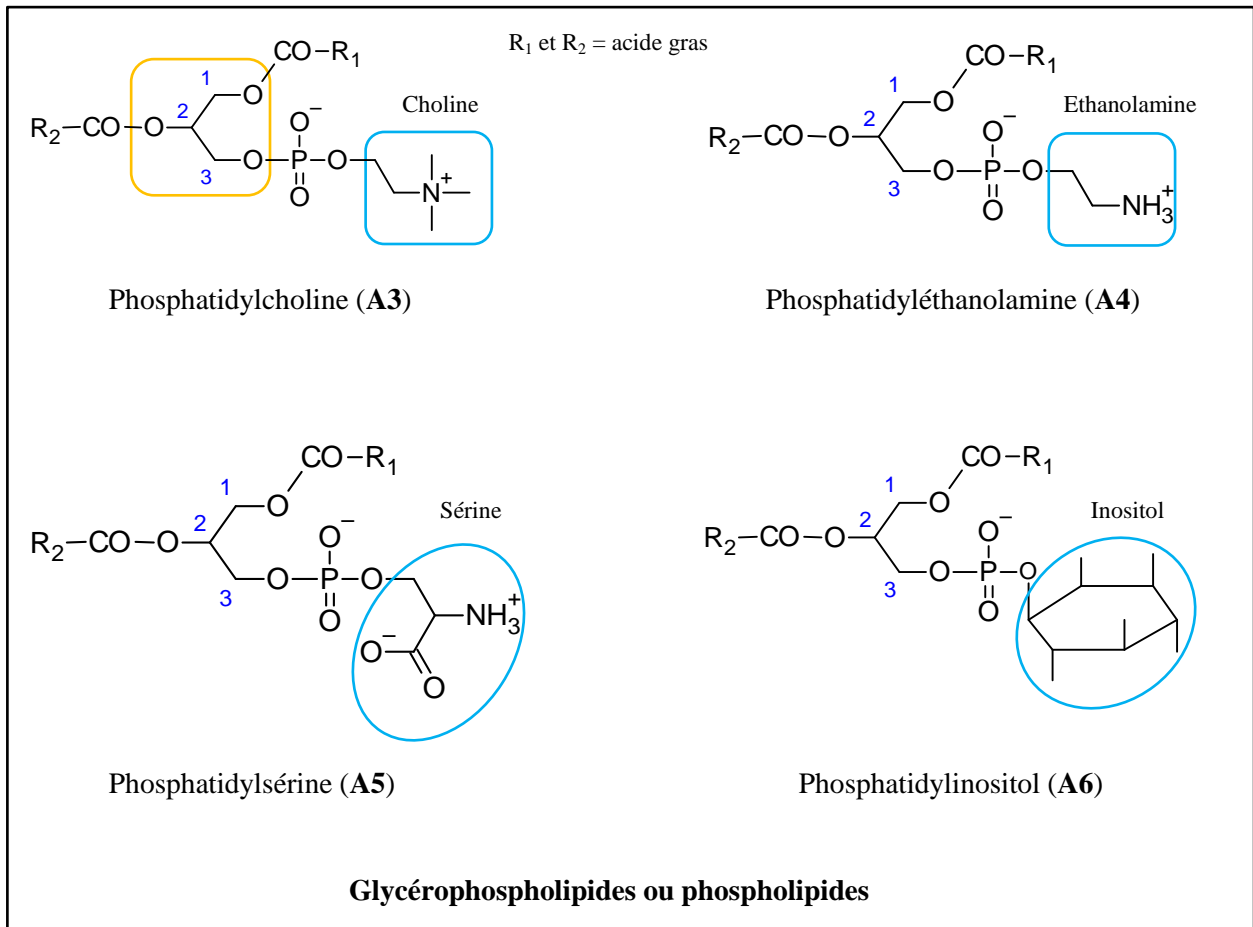 R₁ et R₂ = acide gras
CO–R₁
1
O
2
R₂–CO–O
3
O
P
O⁻
O
O
Choline
N⁺
Phosphatidylcholine (A3)
CO–R₁
1
O
2
R₂–CO–O
3
O
P
O⁻
O
O
Ethanolamine
NH₃⁺
Phosphatidyléthanolamine (A4)
CO–R₁
1
O
2
R₂–CO–O
3
O
P
O⁻
O
O
Sérine
NH₃⁺
O⁻
O
Phosphatidylsérine (A5)
CO–R₁
1
O
2
R₂–CO–O
3
O
P
O⁻
O
O
Inositol
Phosphatidylinositol (A6)
Glycérophospholipides ou phospholipides